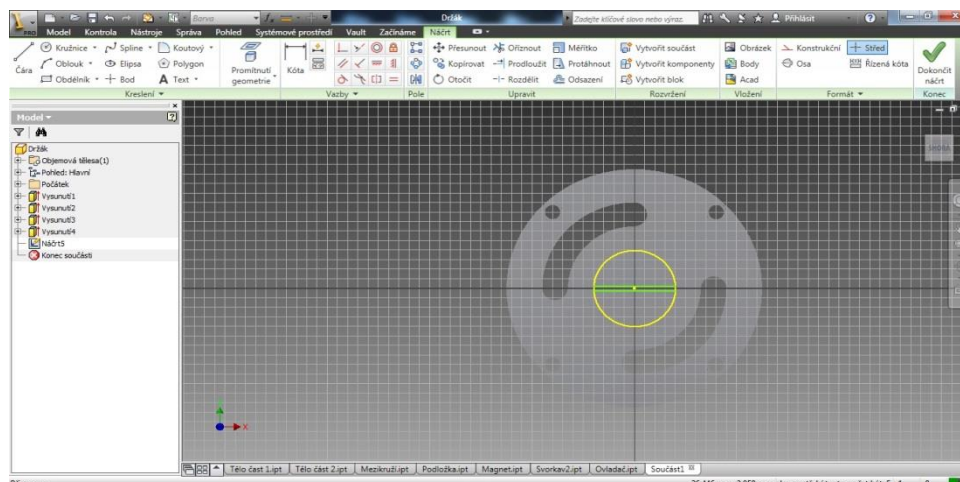 PRO
Barva
Držák
Zadejte klíčové slovo nebo výraz.
Přihlásit
Model Kontrola Nástroje Správa Pohled Systémové prostředí Vault Začínáme Náčrt
Čára
Kružnice Spline Koutový
Oblouk Elipsa Polygon
Obdélník Bod Text
Promítnutí geometrie
Kóta
Přesunout Oříznout Měřítko
Kopírovat Prodloužit Protáhnout
Otočit Rozdělit Odsazení
Vytvořit součást
Vytvořit komponenty
Vytvořit blok
Obrázek
Body
Acad
Konstrukční Střed
Osa Řízená kóta
Dokončit náčrt
Kreslení Vazby Pole Upravit Rozvržení Vložení Formát Konec
Model
Držák
Objemová tělesa(1)
Pohled: Hlavní
Počátek
Vysunutí1
Vysunutí2
Vysunutí3
Vysunutí4
Náčrt5
Konec součásti
X
Tělo část 1.ipt Tělo část 2.ipt Mezikruží.ipt Podložka.ipt Magnet.ipt Svorkav2.ipt Ovladač.ipt Součást1